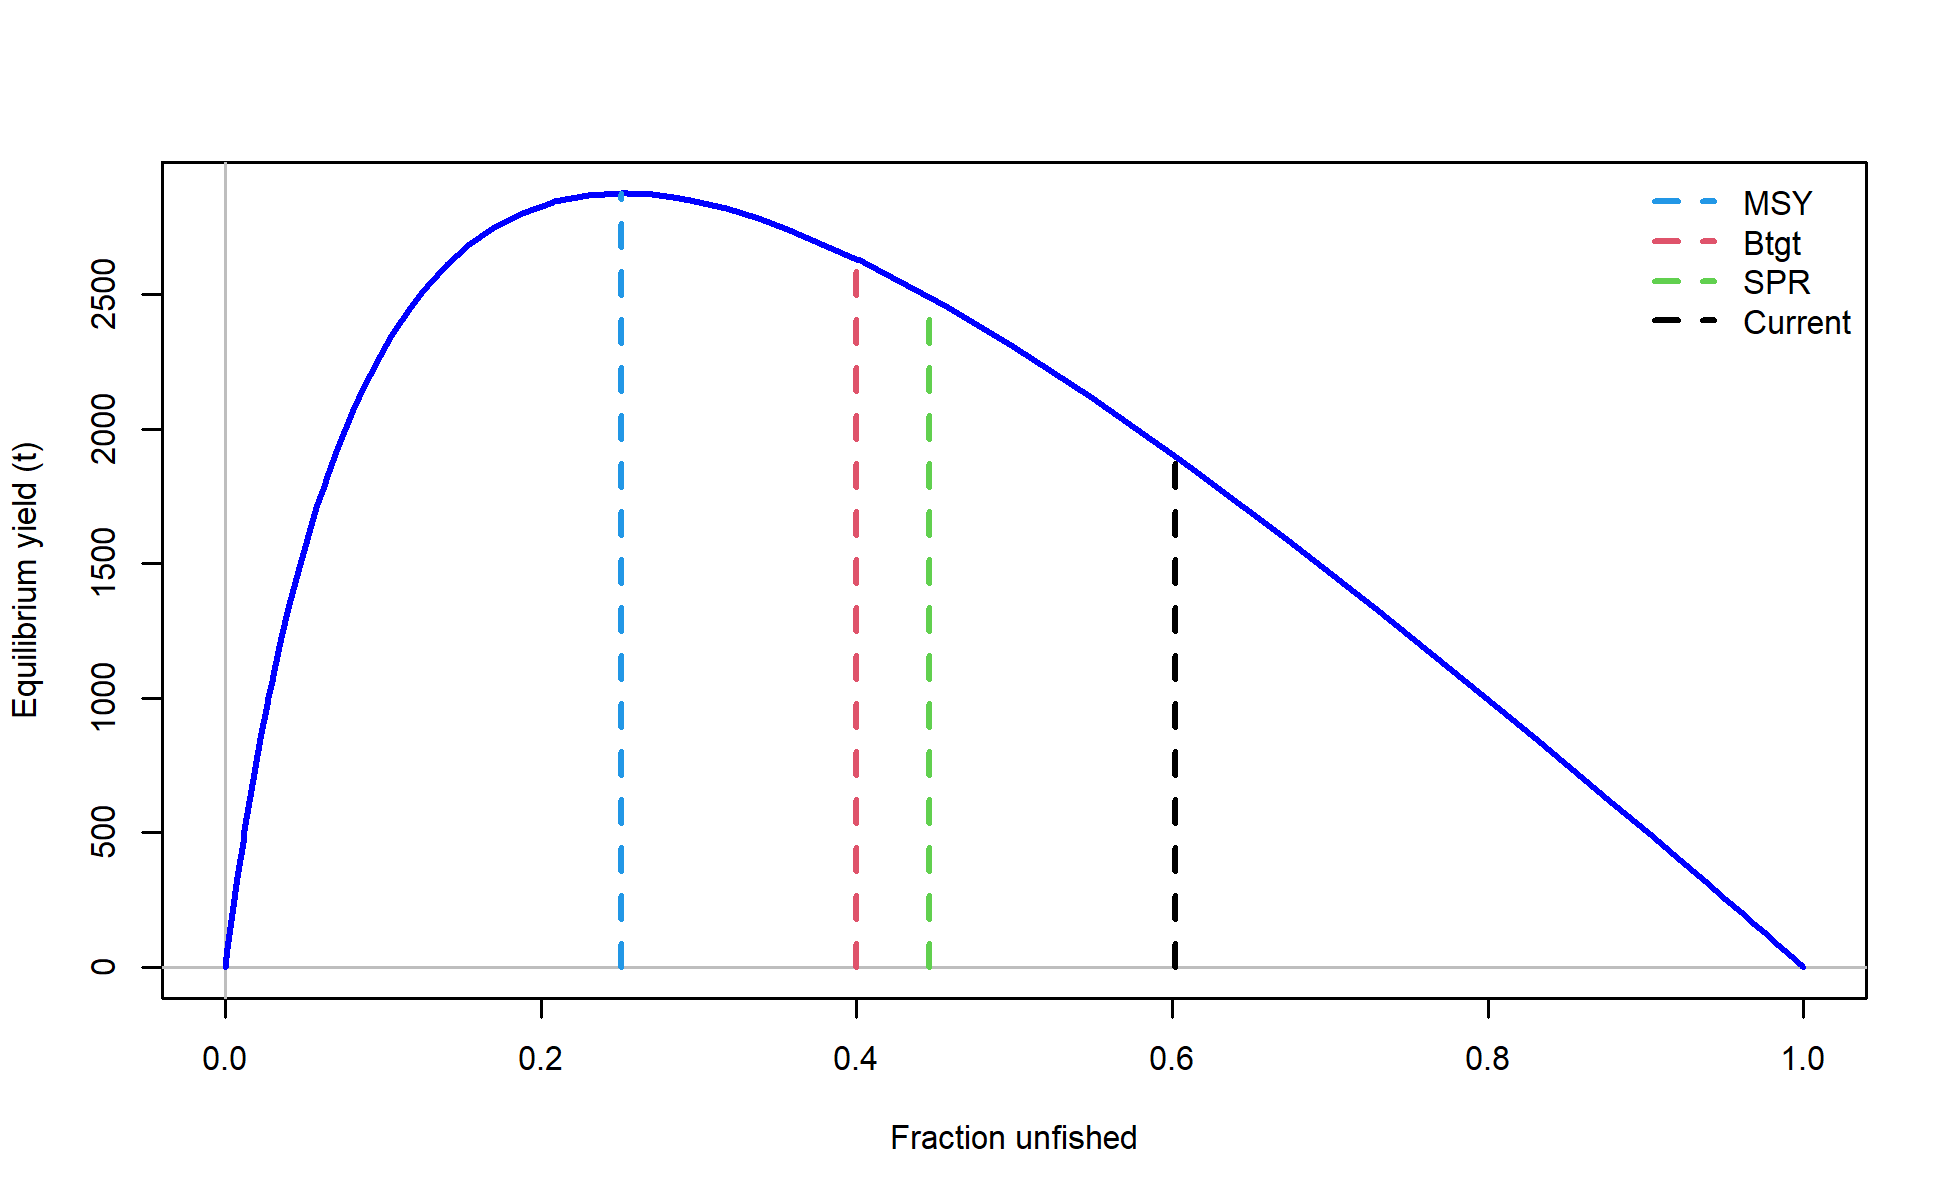 MSY
Btgt
SPR
Current
Equilibrium yield (t)
2500
2000
1500
1000
500
0
0.0 0.2 0.4 0.6 0.8 1.0
Fraction unfished